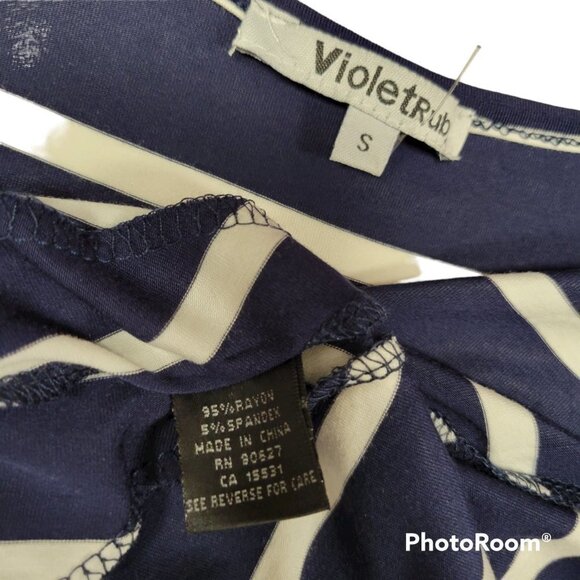 VioletRub
S
95% RAYON
5% SPANDEX
MADE IN CHINA
RN 90627
CA 15531
SEE REVERSE FOR CARE
PhotoRoom®